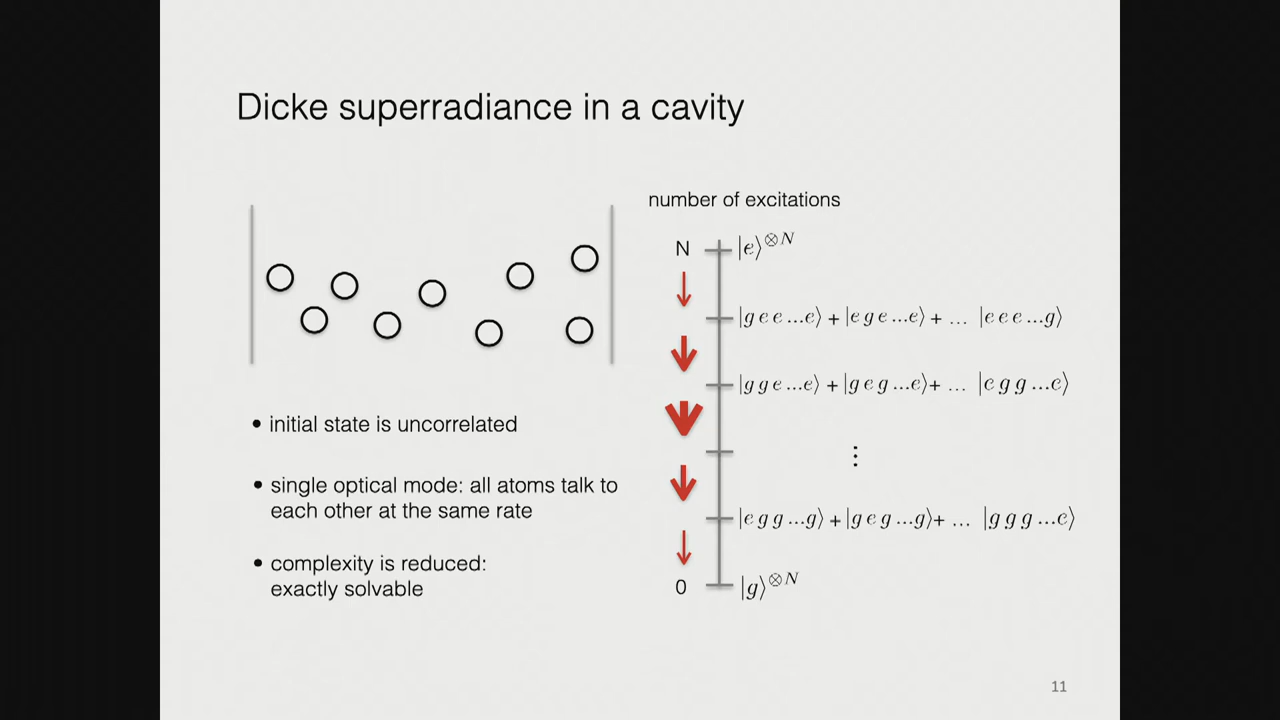 Dicke superradiance in a cavity
number of excitations
N |e⟩⊗N
|g e e ...e⟩ + |e g e ...e⟩ + ... |e e e ...g⟩
|g g e ...e⟩ + |g e g ...e⟩+ ... |e g g ...e⟩
⋮
|e g g ...g⟩ + |g e g ...g⟩+ ... |g g g ...e⟩
0 |g⟩⊗N
• initial state is uncorrelated
• single optical mode: all atoms talk to
each other at the same rate
• complexity is reduced:
exactly solvable
11